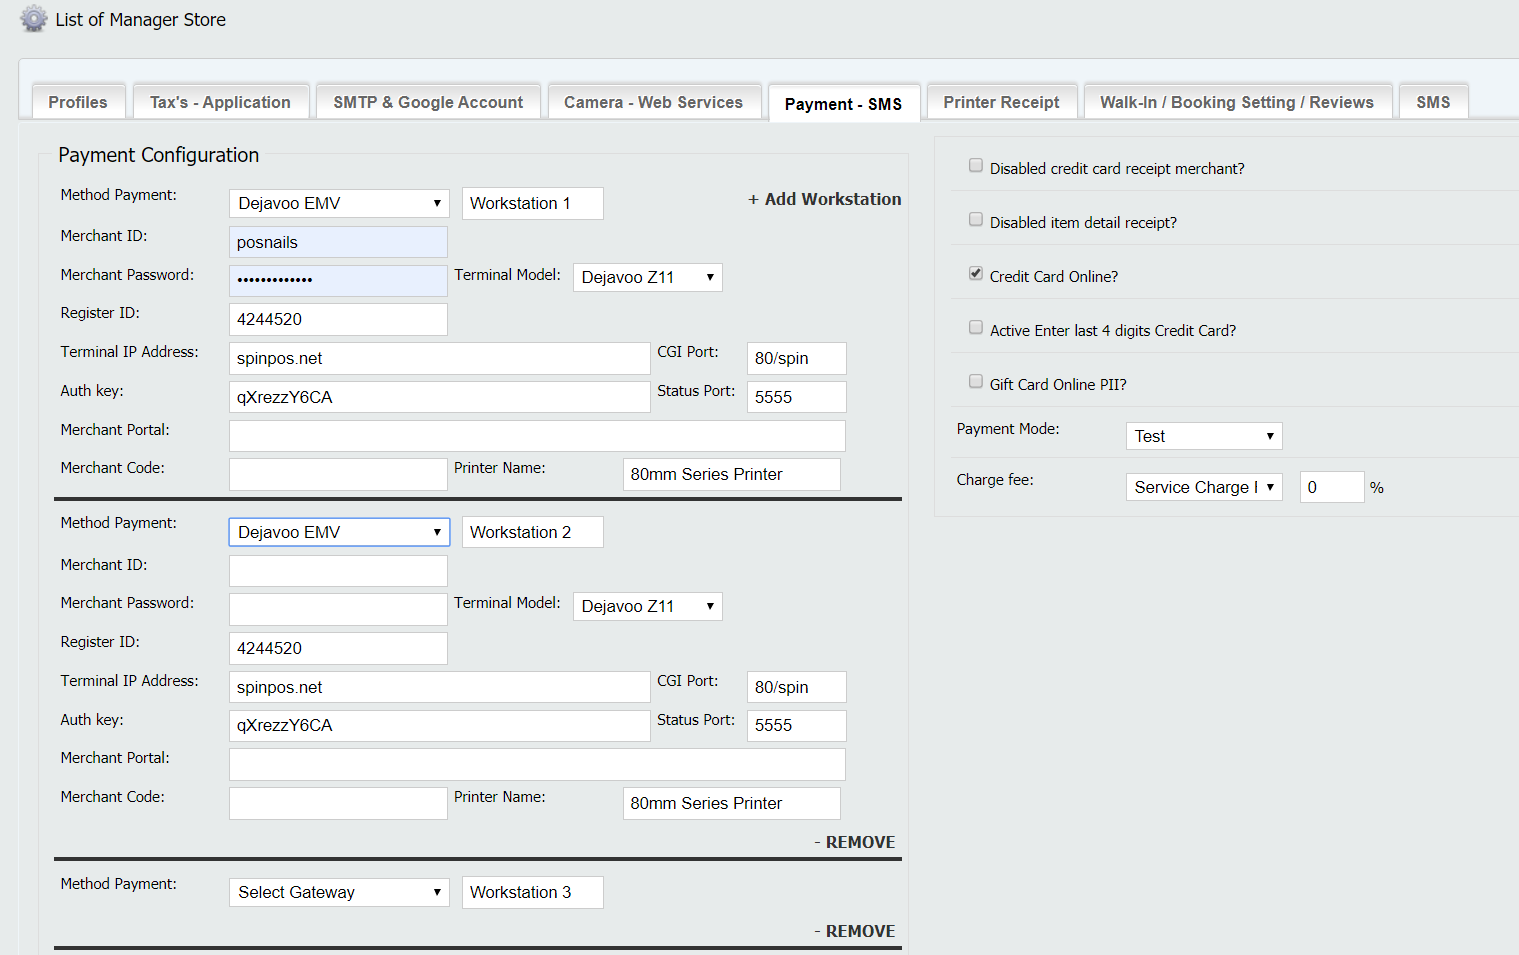 List of Manager Store
Profiles
Tax's - Application
SMTP & Google Account
Camera - Web Services
Payment - SMS
Printer Receipt
Walk-In / Booking Setting / Reviews
SMS
Payment Configuration
Method Payment: Dejavoo EMV Workstation 1 + Add Workstation
Merchant ID: posnails
Merchant Password: ••••••••••••• Terminal Model: Dejavoo Z11
Register ID: 4244520
Terminal IP Address: spinpos.net CGI Port: 80/spin
Auth key: qXrezzY6CA Status Port: 5555
Merchant Portal:
Merchant Code: Printer Name: 80mm Series Printer
Method Payment: Dejavoo EMV Workstation 2
Merchant ID:
Merchant Password: Terminal Model: Dejavoo Z11
Register ID: 4244520
Terminal IP Address: spinpos.net CGI Port: 80/spin
Auth key: qXrezzY6CA Status Port: 5555
Merchant Portal:
Merchant Code: Printer Name: 80mm Series Printer
- REMOVE
Method Payment: Select Gateway Workstation 3
- REMOVE
Disabled credit card receipt merchant?
Disabled item detail receipt?
Credit Card Online?
Active Enter last 4 digits Credit Card?
Gift Card Online PII?
Payment Mode: Test
Charge fee: Service Charge 0 %